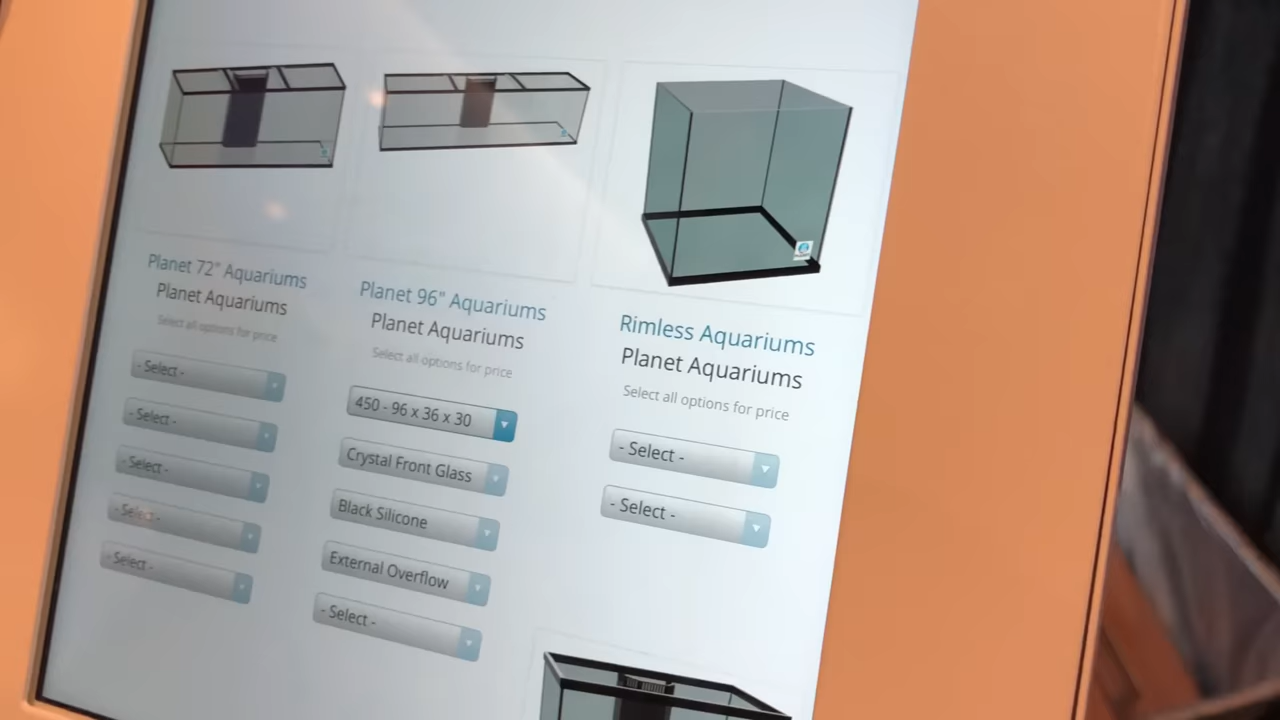 Planet 72" Aquariums
Planet Aquariums
Select all options for price
- Select -
- Select -
- Select -
- Select -
- Select -
Planet 96" Aquariums
Planet Aquariums
Select all options for price
450 - 96 x 36 x 30
Crystal Front Glass
Black Silicone
External Overflow
- Select -
Rimless Aquariums
Planet Aquariums
Select all options for price
- Select -
- Select -